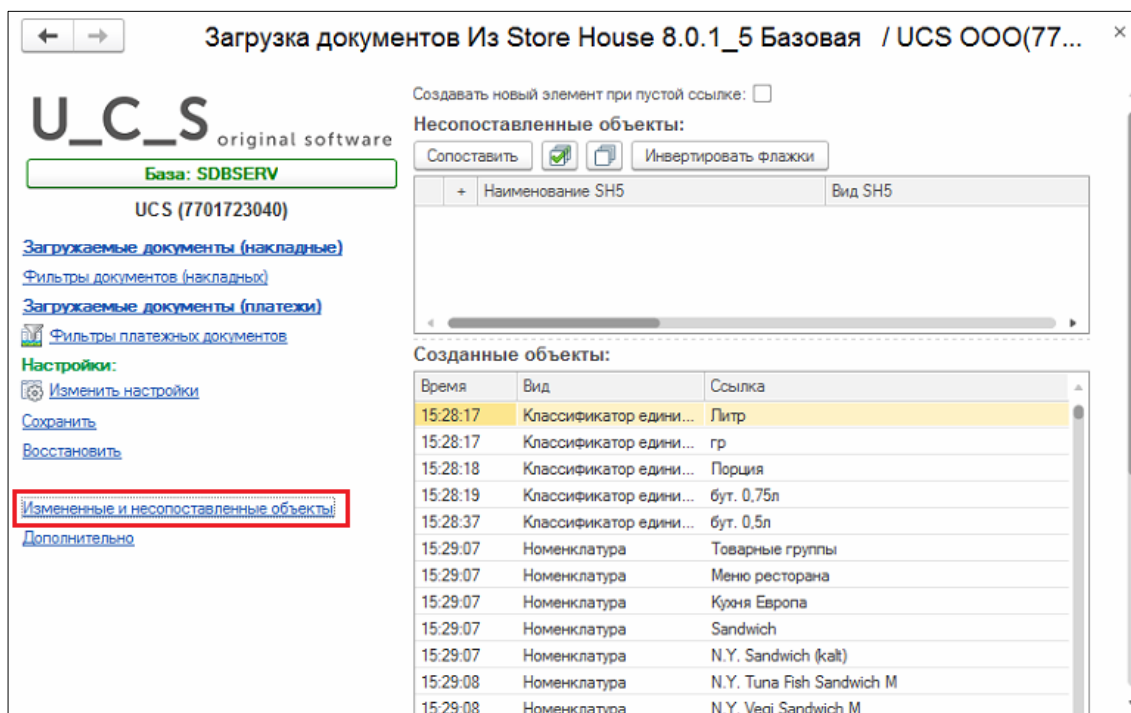 Загрузка документов Из Store House 8.0.1_5 Базовая / UCS ООО(77...
U_C_S original software
База: SDBSERV
UCS (7701723040)
Загружаемые документы (накладные)
Фильтры документов (накладных)
Загружаемые документы (платежи)
Фильтры платежных документов
Настройки:
Изменить настройки
Сохранить
Восстановить
Измененные и несопоставленные объекты
Дополнительно
Создавать новый элемент при пустой ссылке:
Несопоставленные объекты:
Сопоставить Инвертировать флажки
+ Наименование SH5 Вид SH5
Созданные объекты:
Время Вид Ссылка
15:28:17 Классификатор едини... Литр
15:28:17 Классификатор едини... гр
15:28:18 Классификатор едини... Порция
15:28:19 Классификатор едини... бут. 0,75л
15:28:37 Классификатор едини... бут. 0,5л
15:29:07 Номенклатура Товарные группы
15:29:07 Номенклатура Меню ресторана
15:29:07 Номенклатура Кухня Европа
15:29:07 Номенклатура Sandwich
15:29:07 Номенклатура N.Y. Sandwich (kalt)
15:29:08 Номенклатура N.Y. Tuna Fish Sandwich M
15:29:08 Номенклатура N.Y. Vegi Sandwich M